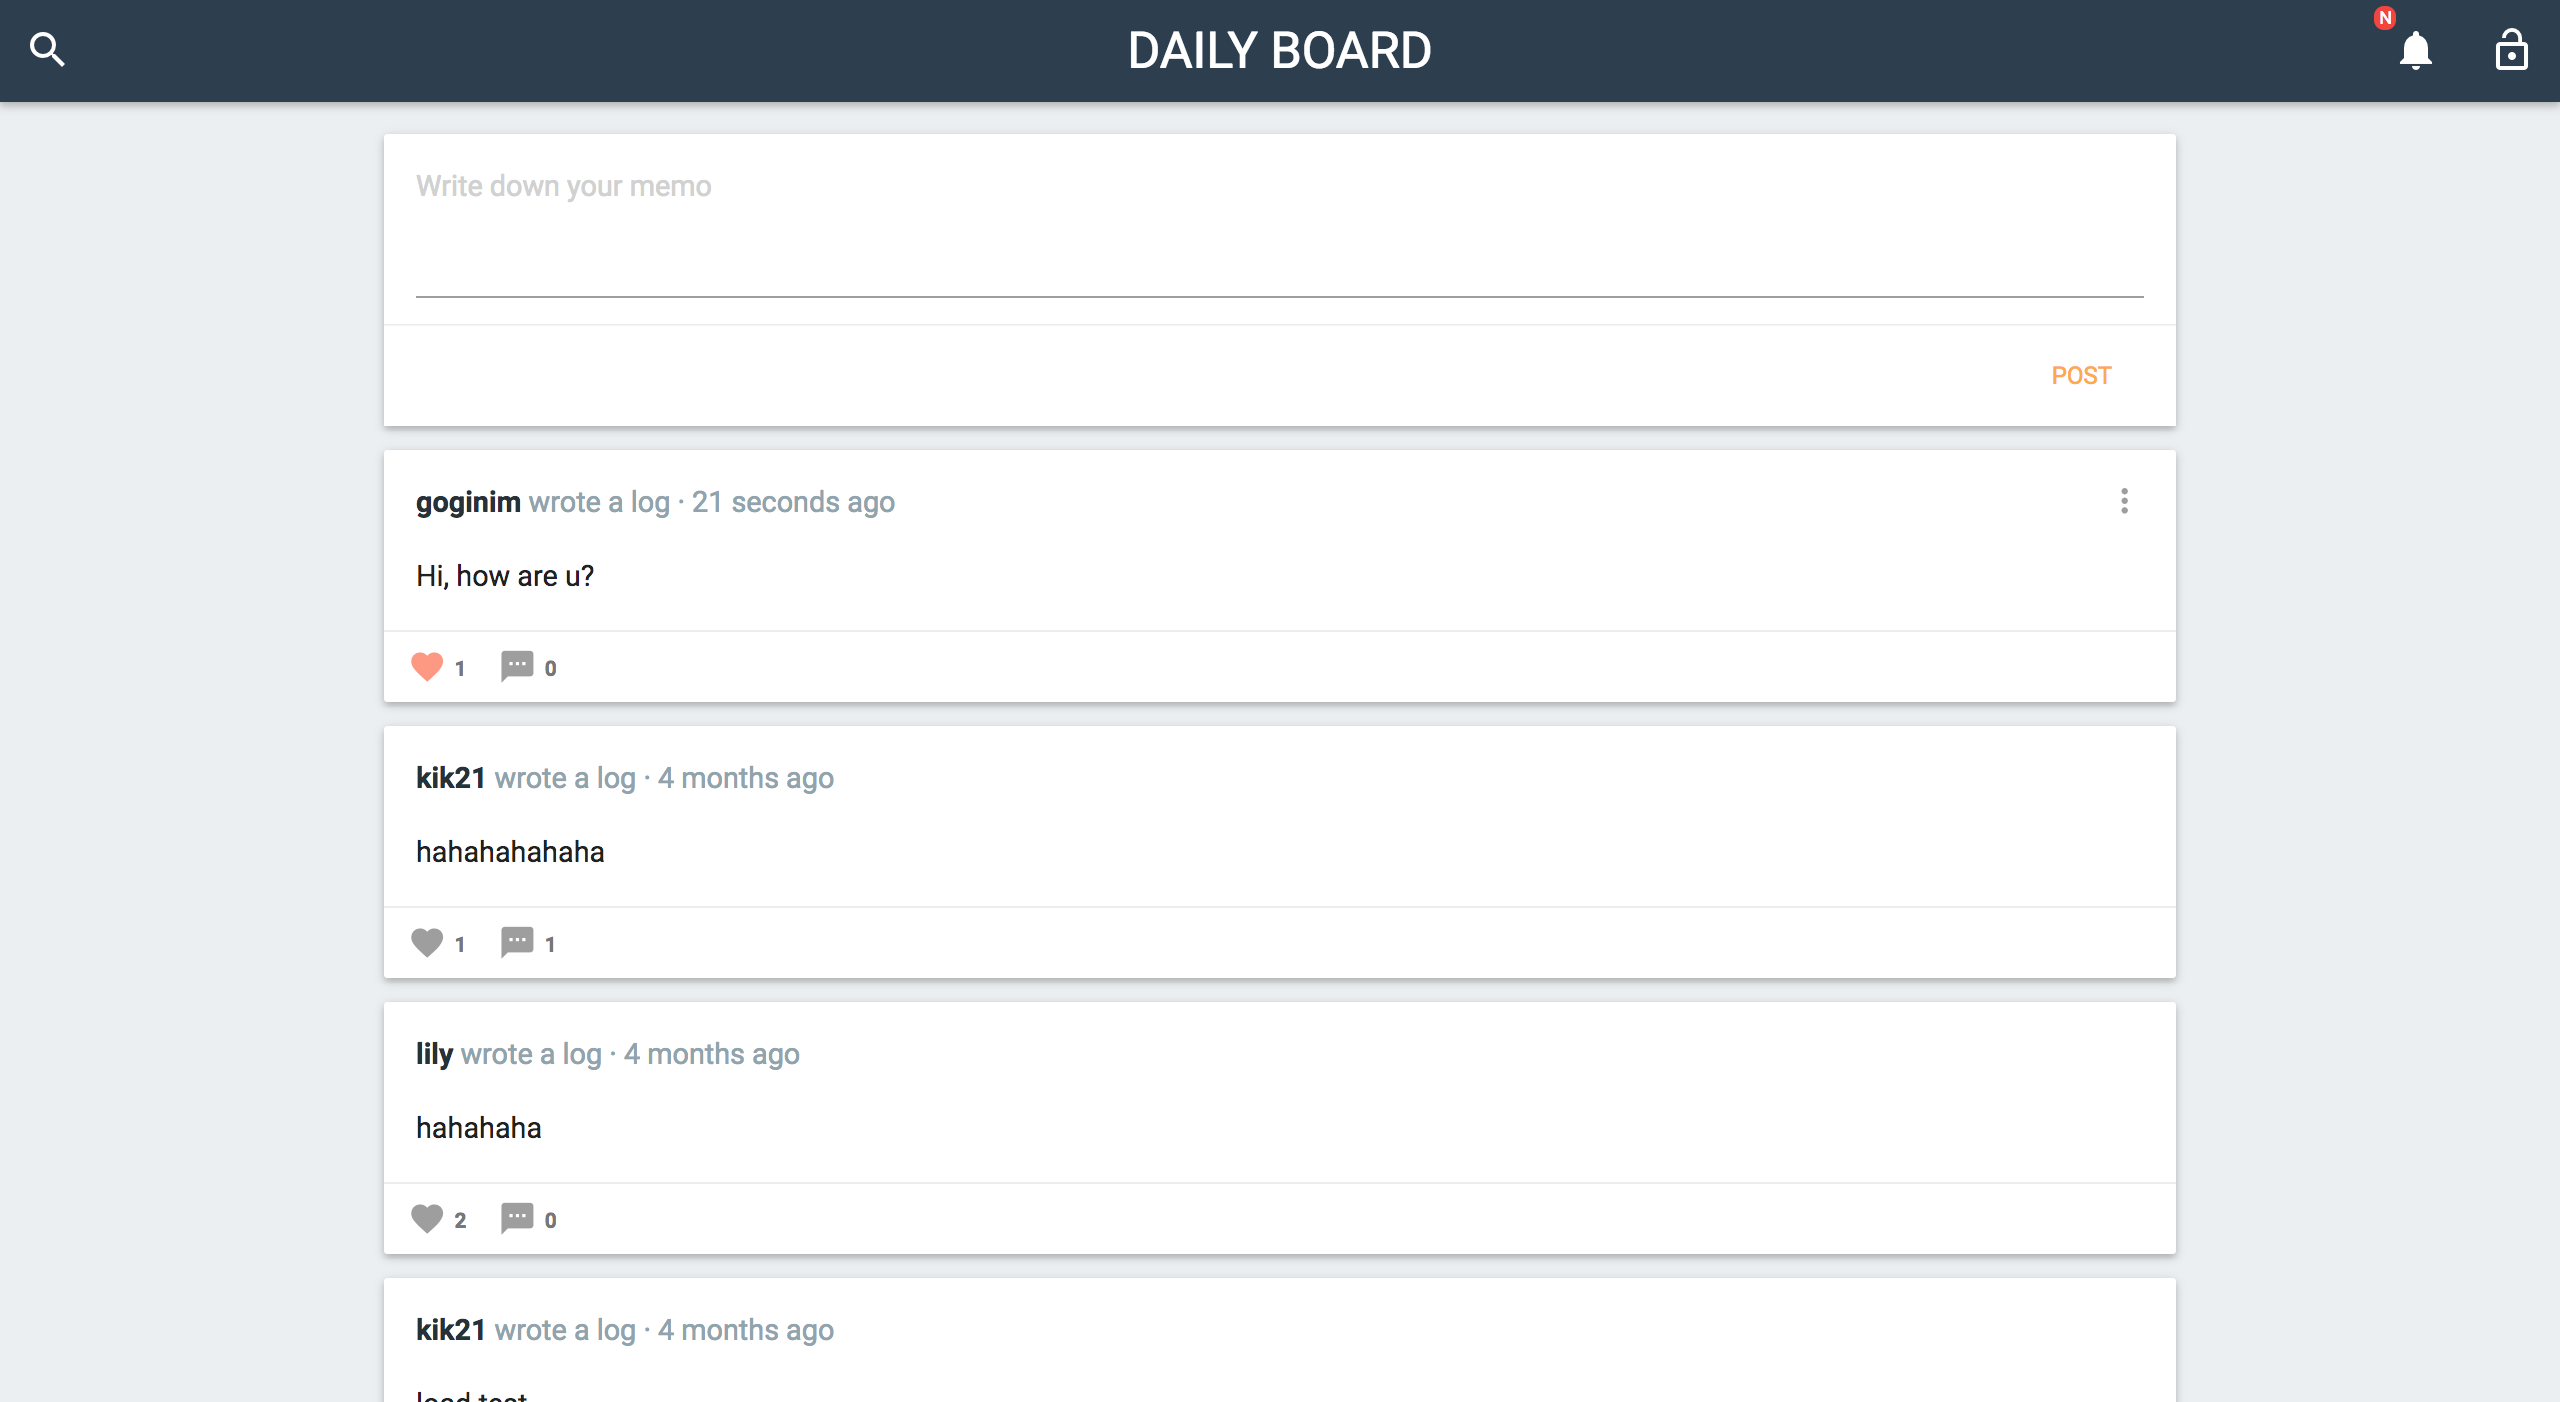 DAILY BOARD
N
Write down your memo
POST
goginim wrote a log · 21 seconds ago
Hi, how are u?
1 0
kik21 wrote a log · 4 months ago
hahahahahaha
1 1
lily wrote a log · 4 months ago
hahahaha
2 0
kik21 wrote a log · 4 months ago
load test